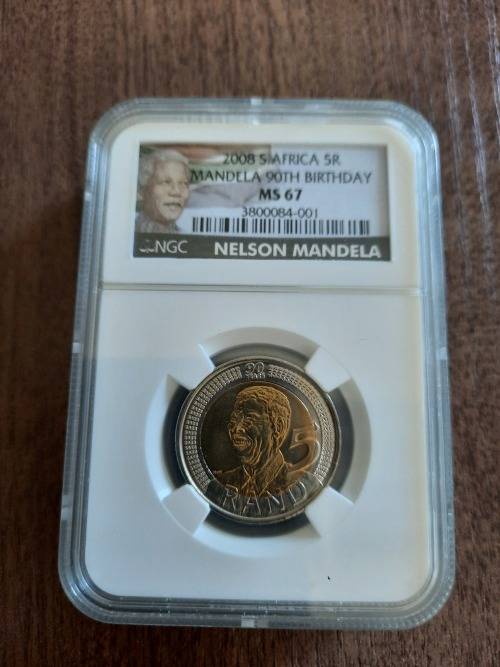 2008 S.AFRICA 5R
MANDELA 90TH BIRTHDAY
MS 67
3800084-001
NGC
NELSON MANDELA
90
5
RAND